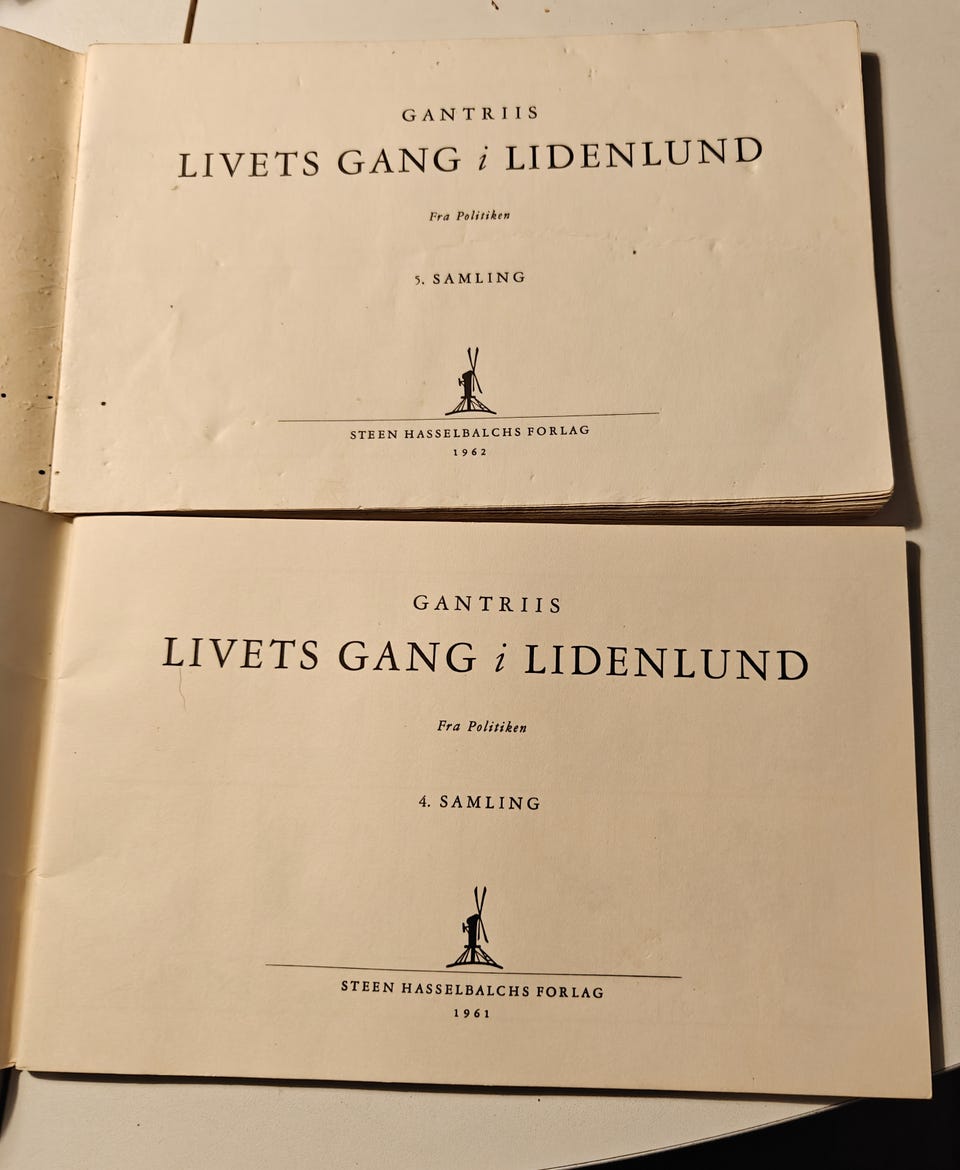 GANTRIIS
LIVETS GANG i LIDENLUND
Fra Politiken
5. SAMLING
STEEN HASSELBALCHS FORLAG
1962
GANTRIIS
LIVETS GANG i LIDENLUND
Fra Politiken
4. SAMLING
STEEN HASSELBALCHS FORLAG
1961